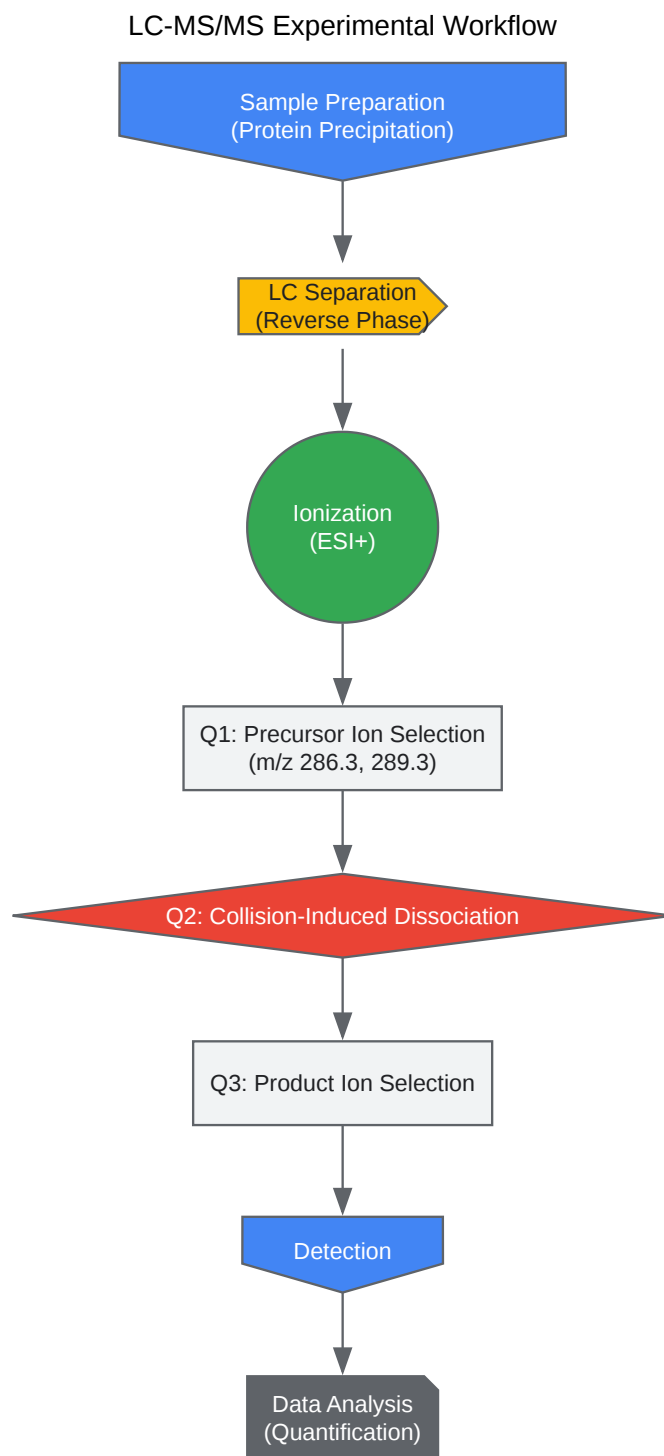 LC-MS/MS Experimental Workflow
Sample Preparation
(Protein Precipitation)
LC Separation
(Reverse Phase)
Ionization
(ESI+)
Q1: Precursor Ion Selection
(m/z 286.3, 289.3)
Q2: Collision-Induced Dissociation
Q3: Product Ion Selection
Detection
Data Analysis
(Quantification)